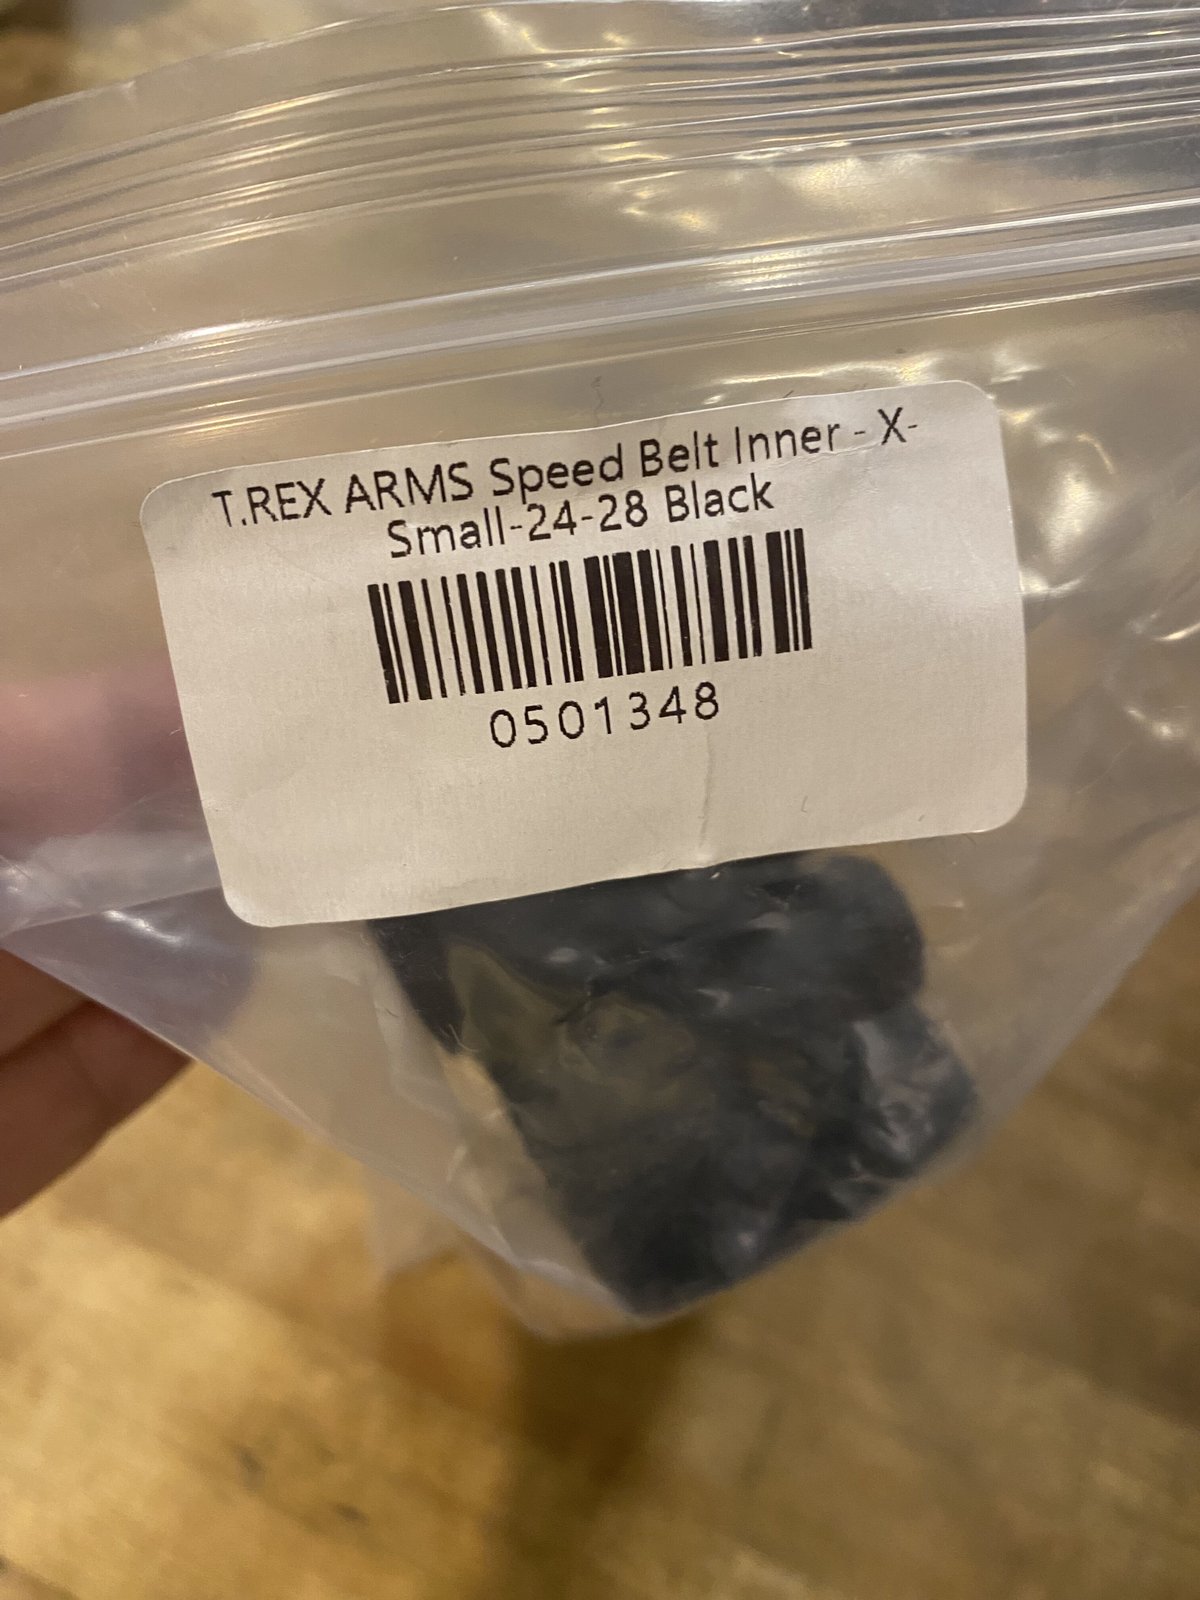 T.REX ARMS Speed Belt Inner - X-
Small-24-28 Black
0501348